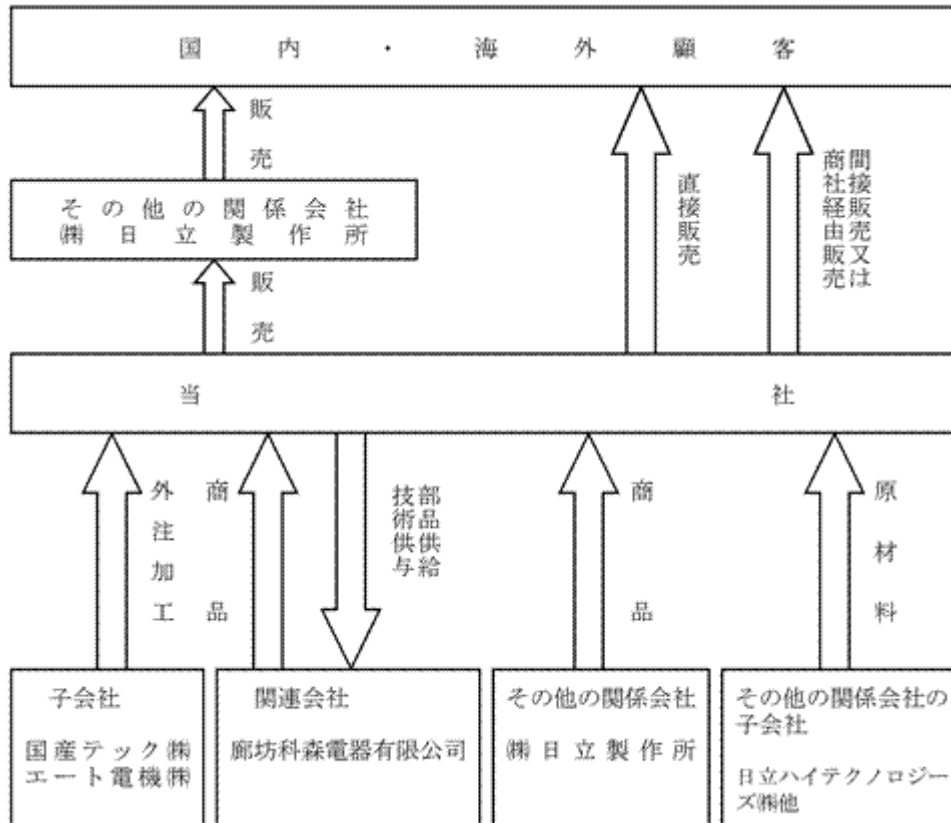 国内・海外顧客
販売
その他の関係会社
㈱日立製作所
販売
直接販売
間接販売又は
商社経由販売
当社
外注加工
商品
部品供給
技術供与
商品
原材料
子会社
国産テック㈱
エート電機㈱
関連会社
廊坊科森電器有限公司
その他の関係会社
㈱日立製作所
その他の関係会社の
子会社
日立ハイテクノロジー
ズ㈱他